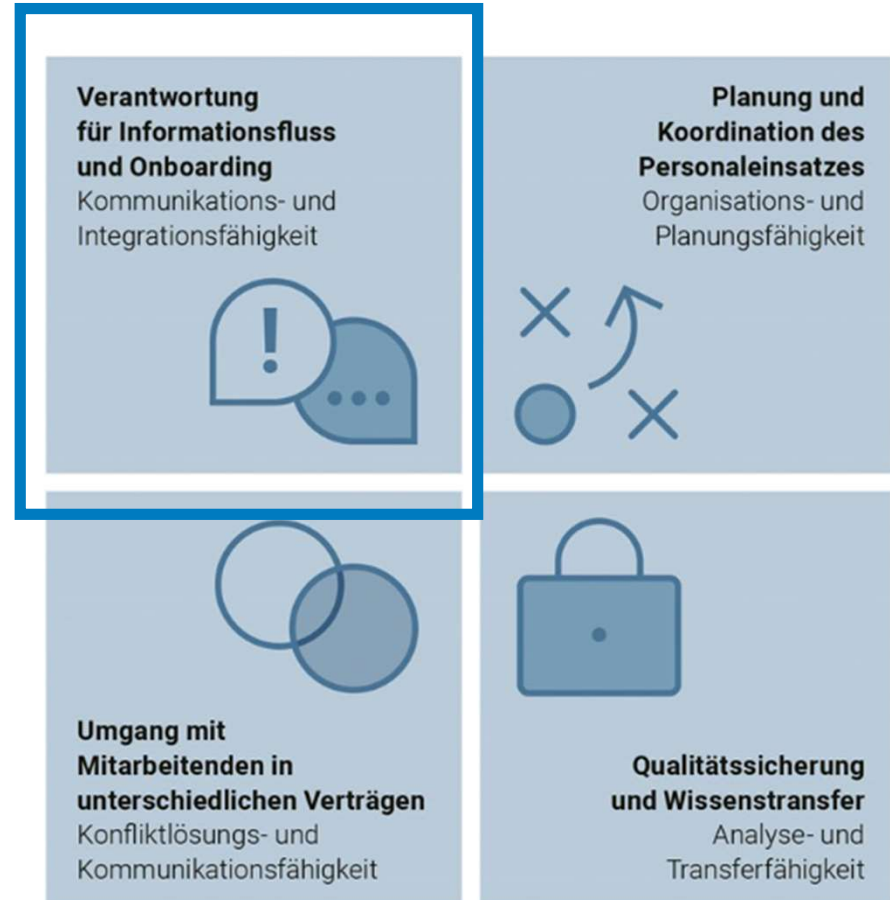 Verantwortung
für Informationsfluss
und Onboarding
Kommunikations- und
Integrationsfähigkeit
Planung und
Koordination des
Personaleinsatzes
Organisations- und
Planungsfähigkeit
Umgang mit
Mitarbeitenden in
unterschiedlichen Verträgen
Konfliktlösungs- und
Kommunikationsfähigkeit
Qualitätssicherung
und Wissenstransfer
Analyse- und
Transferfähigkeit